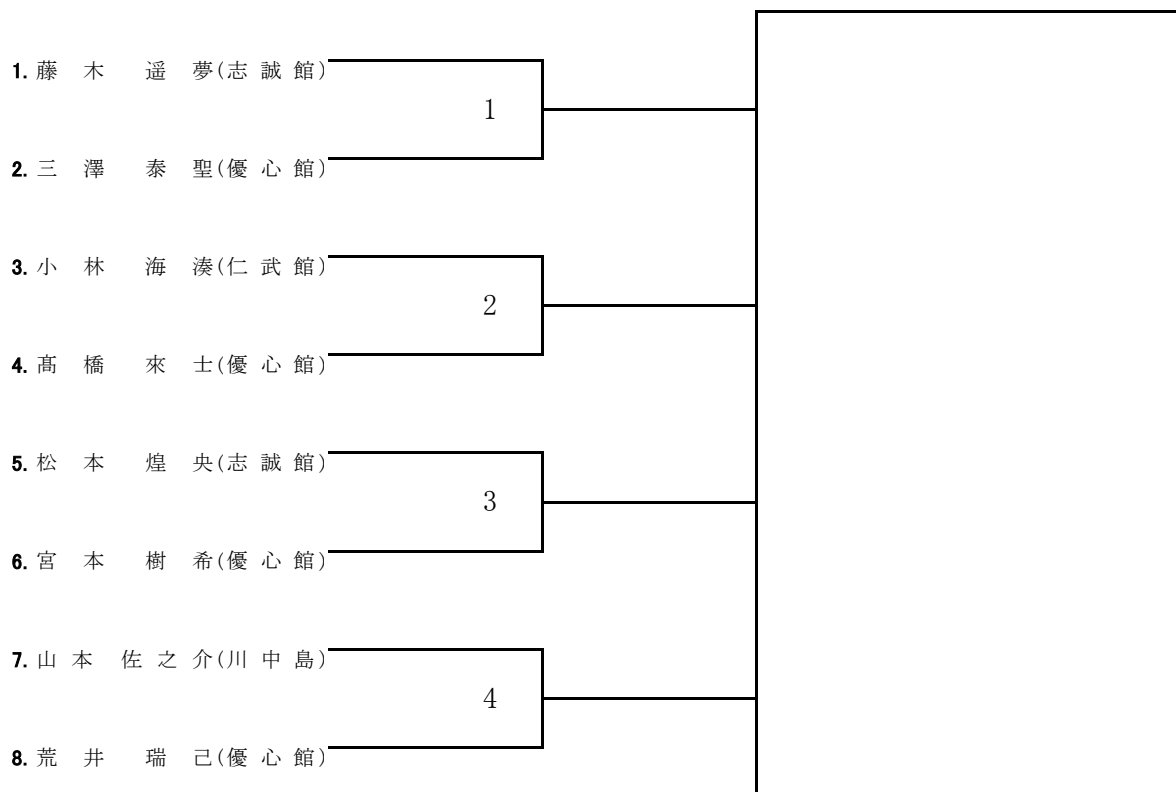 1. 藤木 遥夢(志誠館)
1
2. 三澤 泰聖(優心館)
3. 小林 海湊(仁武館)
2
4. 髙橋 來士(優心館)
5. 松本 煌央(志誠館)
3
6. 宮本 樹希(優心館)
7. 山本 佐之介(川中島)
4
8. 荒井 瑞己(優心館)